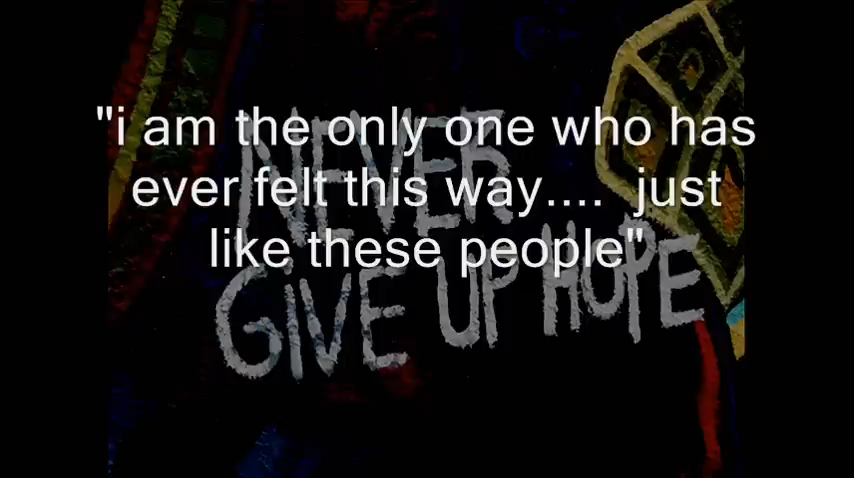 "i am the only one who has
ever felt this way....  just
like these people"
NEVER
GIVE UP HOPE